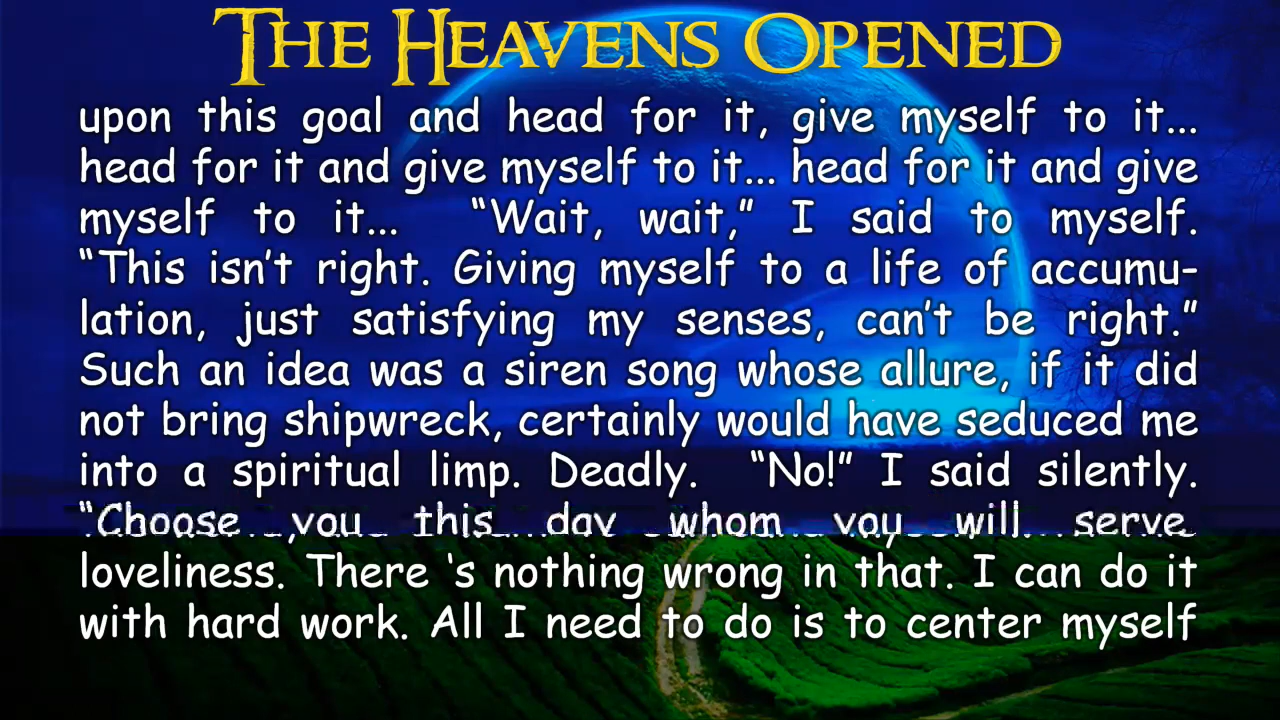 THE HEAVENS OPENED
upon this goal and head for it, give myself to it...
head for it and give myself to it... head for it and give
myself to it... “Wait, wait,” I said to myself.
“This isn’t right. Giving myself to a life of accumu-
lation, just satisfying my senses, can’t be right.”
Such an idea was a siren song whose allure, if it did
not bring shipwreck, certainly would have seduced me
into a spiritual limp. Deadly. “No!” I said silently.
“Choose you this day whom you will serve
loveliness. There ‘s nothing wrong in that. I can do it
with hard work. All I need to do is to center myself